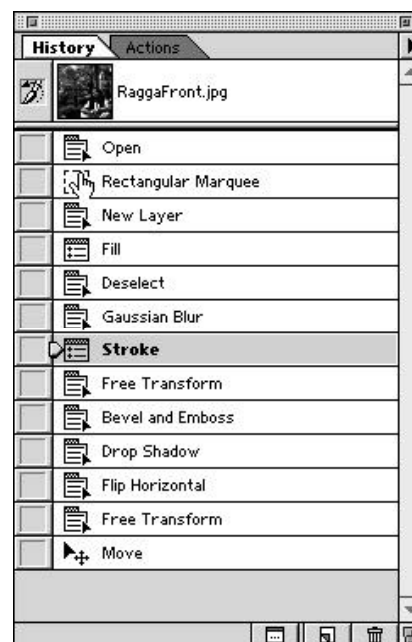 History Actions
RaggaFront.jpg
Open
Rectangular Marquee
New Layer
Fill
Deselect
Gaussian Blur
Stroke
Free Transform
Bevel and Emboss
Drop Shadow
Flip Horizontal
Free Transform
Move